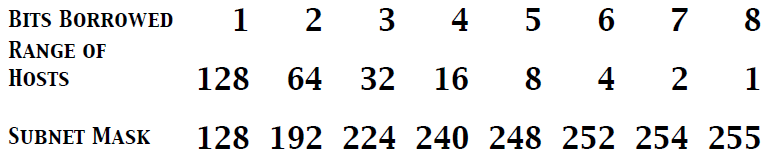 Bits Borrowed 1 2 3 4 5 6 7 8
Range of
Hosts 128 64 32 16 8 4 2 1
Subnet Mask 128 192 224 240 248 252 254 255